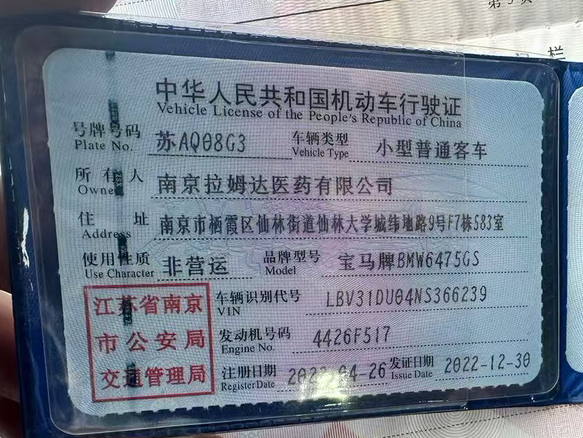 第3页
栏
中华人民共和国机动车行驶证
Vehicle License of the People's Republic of China
号牌号码 苏AQ08G3 车辆类型 小型普通客车
Plate No. Vehicle Type
所有人 南京拉姆达医药有限公司
Owner
住址 南京市栖霞区仙林街道仙林大学城纬地路9号F7栋583室
Address
使用性质 非营运 品牌型号 宝马牌BMW6475GS
Use Character Model
江苏省南京
市公安局
交通管理局
车辆识别代号 LBV31DU04NS366239
VIN
发动机号码 4426F517
Engine No.
注册日期 2022-04-26 发证日期 2022-12-30
Register Date Issue Date